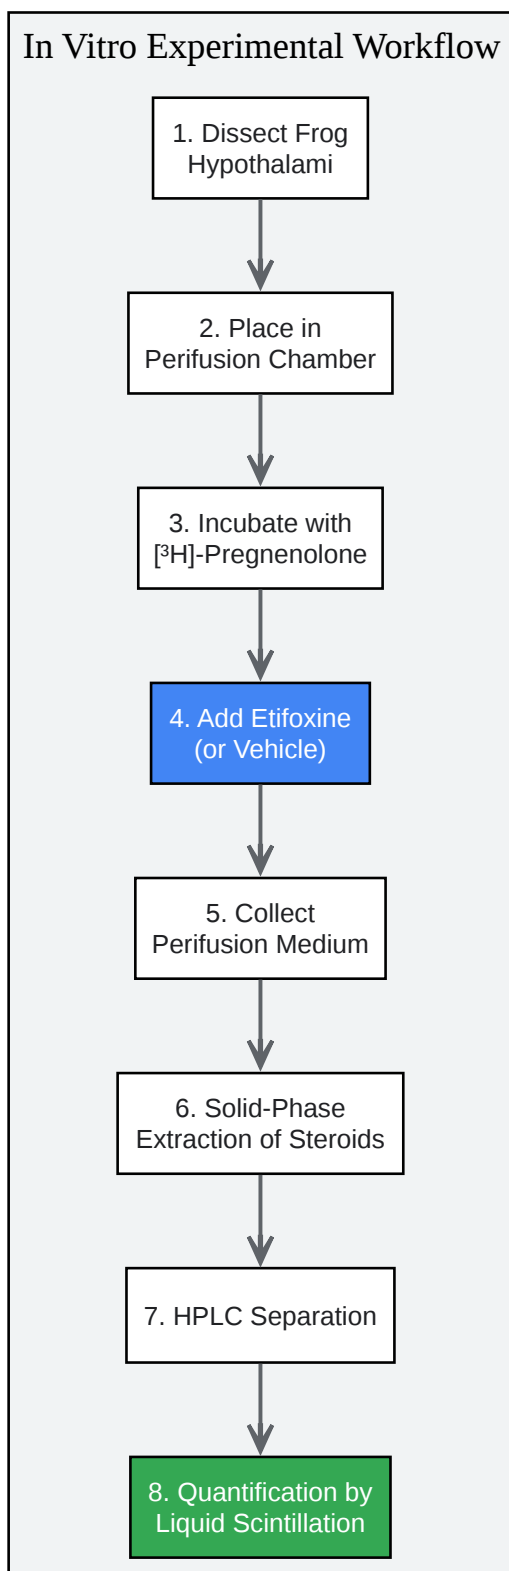 In Vitro Experimental Workflow
1. Dissect Frog
Hypothalami
2. Place in
Perifusion Chamber
3. Incubate with
[³H]-Pregnenolone
4. Add Etifoxine
(or Vehicle)
5. Collect
Perifusion Medium
6. Solid-Phase
Extraction of Steroids
7. HPLC Separation
8. Quantification by
Liquid Scintillation